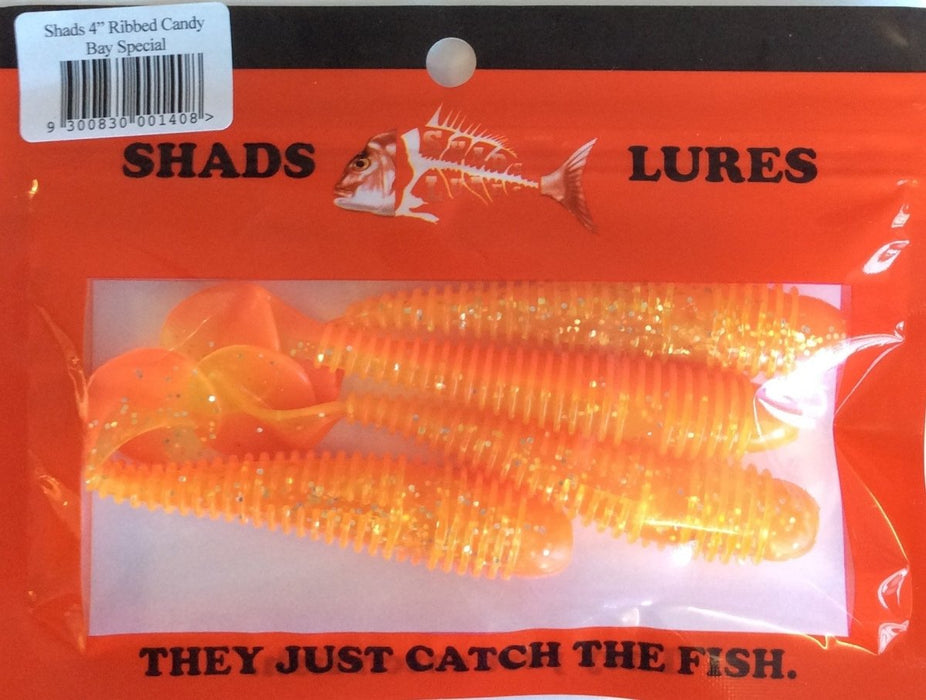 Shads 4” Ribbed Candy
Bay Special
9 300830 001408 >
SHADS LURES
THEY JUST CATCH THE FISH.